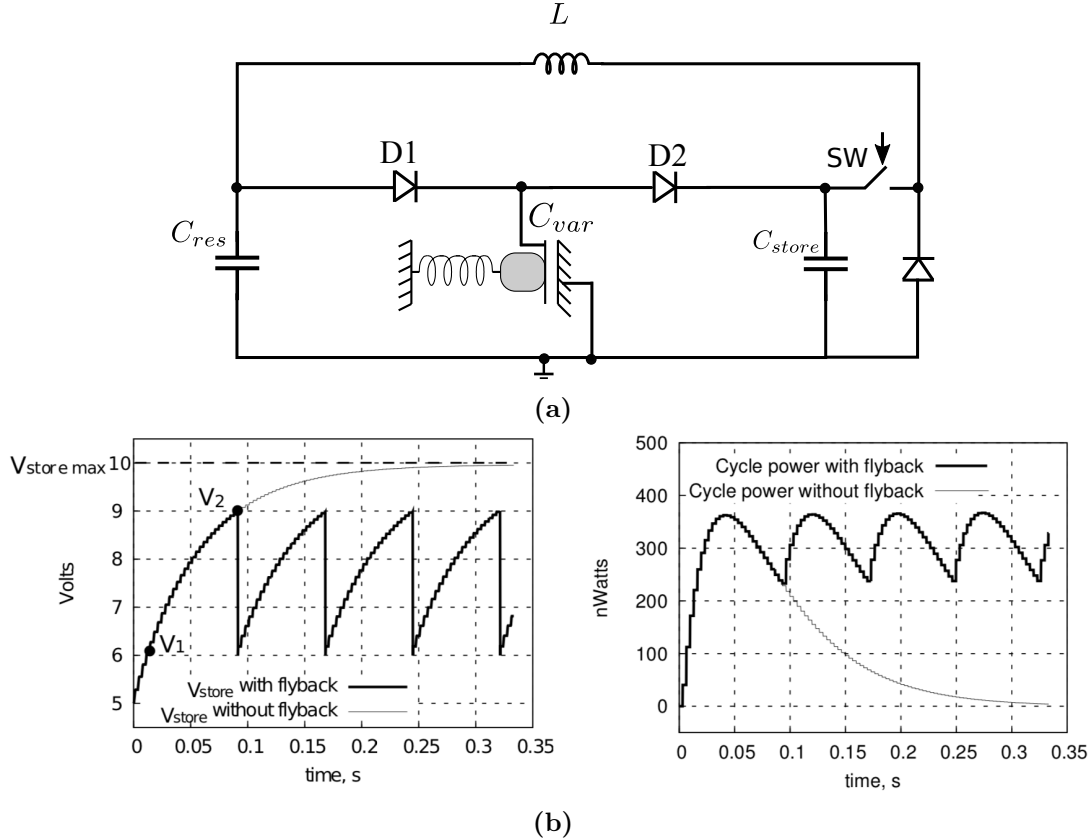 L
D1
D2
SW
C_res
C_var
C_store
(a)
V_store max
10
9
8
7
6
5
Volts
V2
V1
V_store with flyback
V_store without flyback
0 0.05 0.1 0.15 0.2 0.25 0.3 0.35
time, s
500
400
300
200
100
0
nWatts
Cycle power with flyback
Cycle power without flyback
0 0.05 0.1 0.15 0.2 0.25 0.3 0.35
time, s
(b)